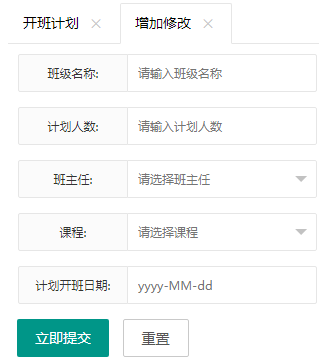 开班计划 增加修改
班级名称: 请输入班级名称
计划人数: 请输入计划人数
班主任: 请选择班主任
课程: 请选择课程
计划开班日期: yyyy-MM-dd
立即提交 重置